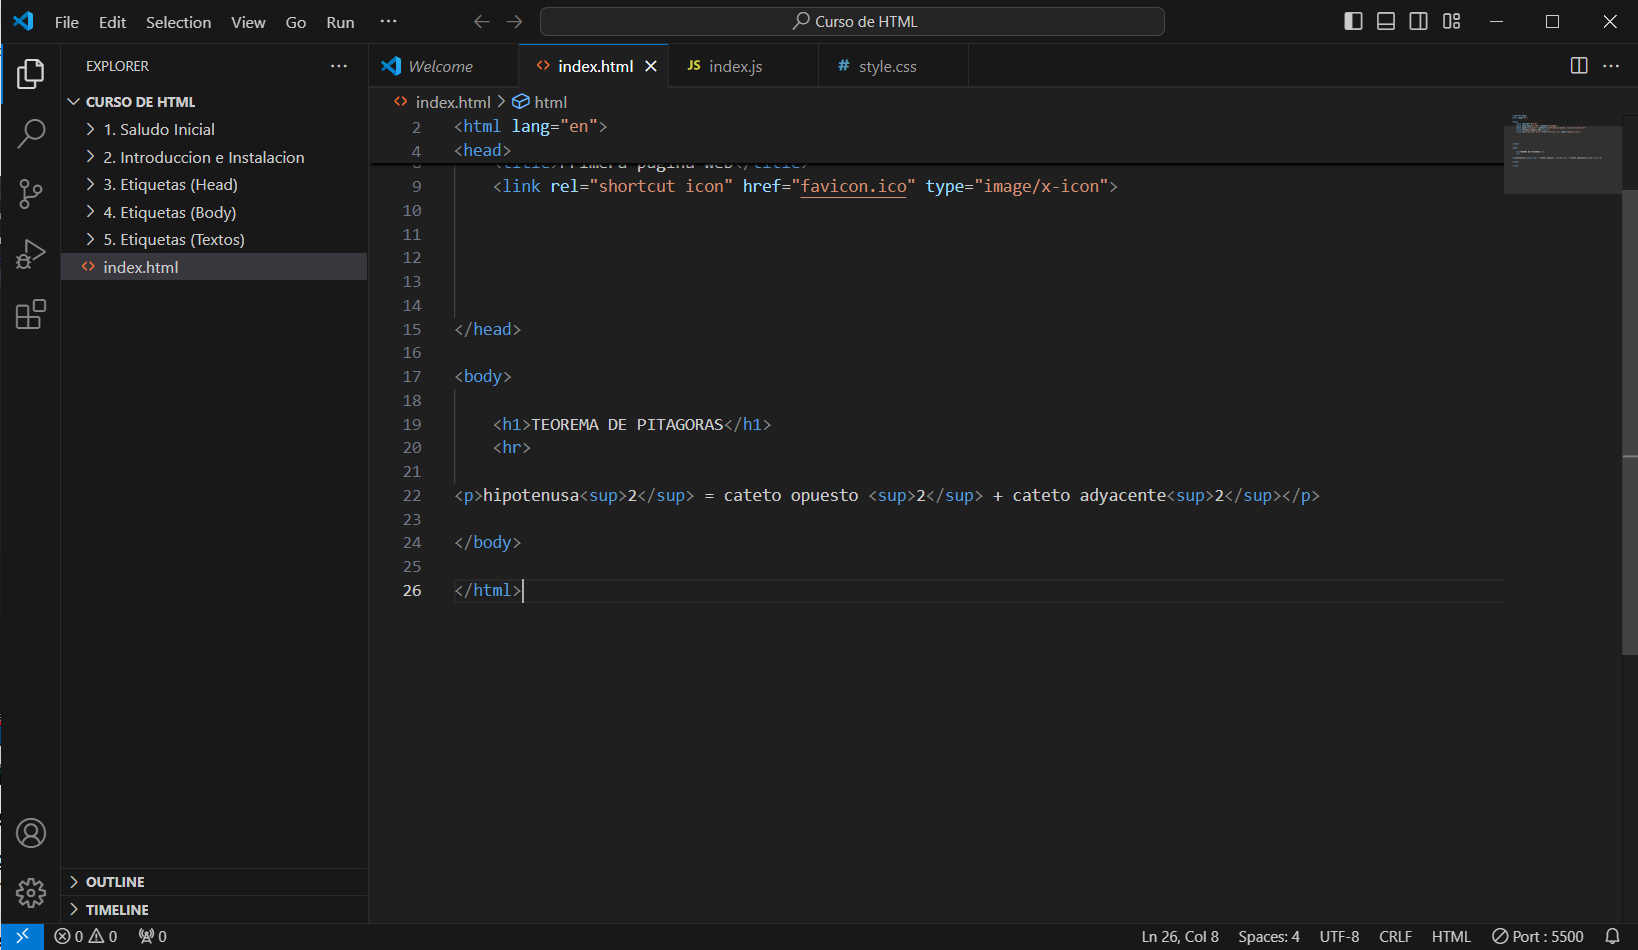 File Edit Selection View Go Run ··· Curso de HTML
EXPLORER ···
CURSO DE HTML
1. Saludo Inicial
2. Introduccion e Instalacion
3. Etiquetas (Head)
4. Etiquetas (Body)
5. Etiquetas (Textos)
index.html
Welcome index.html JS index.js # style.css
index.html > html
2 <html lang="en">
4 <head>
9 <link rel="shortcut icon" href="favicon.ico" type="image/x-icon">
10
11
12
13
14
15 </head>
16
17 <body>
18
19 <h1>TEOREMA DE PITAGORAS</h1>
20 <hr>
21
22 <p>hipotenusa<sup>2</sup> = cateto opuesto <sup>2</sup> + cateto adyacente<sup>2</sup></p>
23
24 </body>
25
26 </html>
OUTLINE
TIMELINE
0 0 0 Ln 26, Col 8 Spaces: 4 UTF-8 CRLF HTML Port : 5500